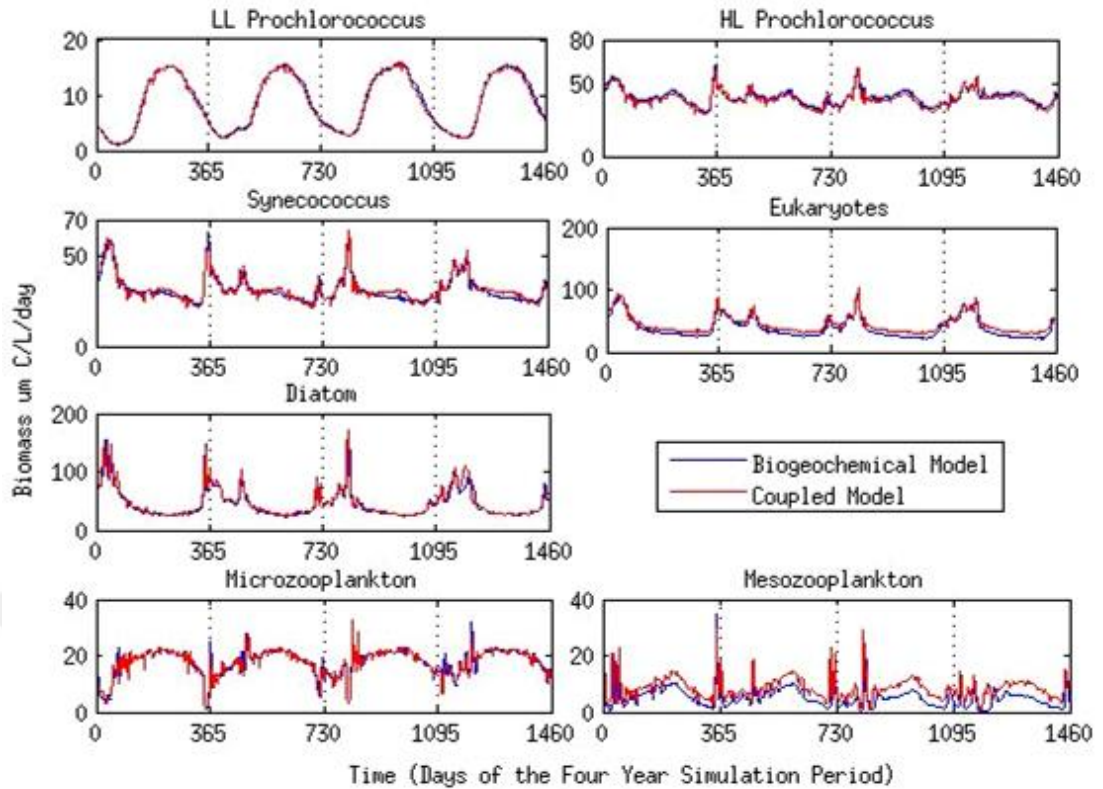 LL Prochlorococcus
20
10
0
0 365 730 1095 1460
HL Prochlorococcus
80
50
0
0 365 730 1095 1460
Synecococcus
70
50
0
0 365 730 1095 1460
Eukaryotes
200
100
0
0 365 730 1095 1460
Diatom
200
100
0
0 365 730 1095 1460
Biogeochemical Model
Coupled Model
Microzooplankton
40
20
0
0 365 730 1095 1460
Mesozooplankton
40
20
0
0 365 730 1095 1460
Biomass um C/L/day
Time (Days of the Four Year Simulation Period)